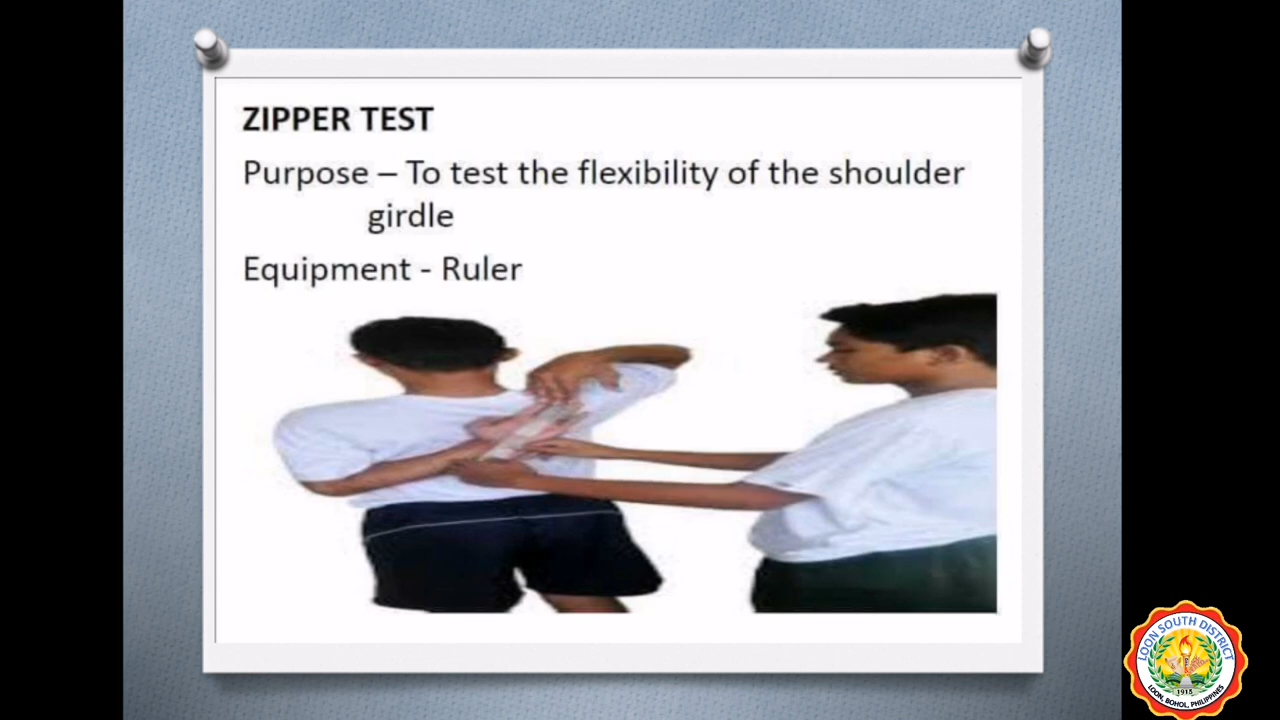 ZIPPER TEST
Purpose – To test the flexibility of the shoulder
girdle
Equipment - Ruler
LOON SOUTH DISTRICT
1915
LOON, BOHOL, PHILIPPINES